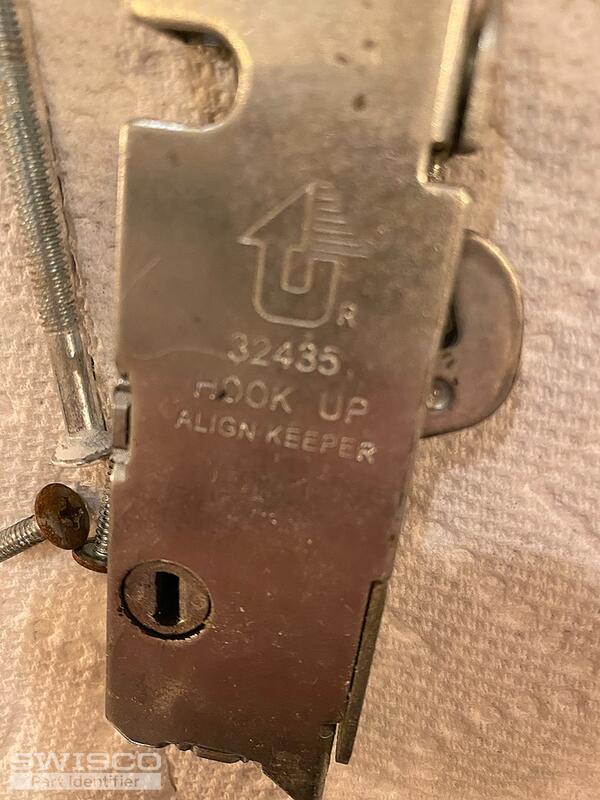 R
32435
HOOK UP
ALIGN KEEPER
SWISCO
Part Identifier